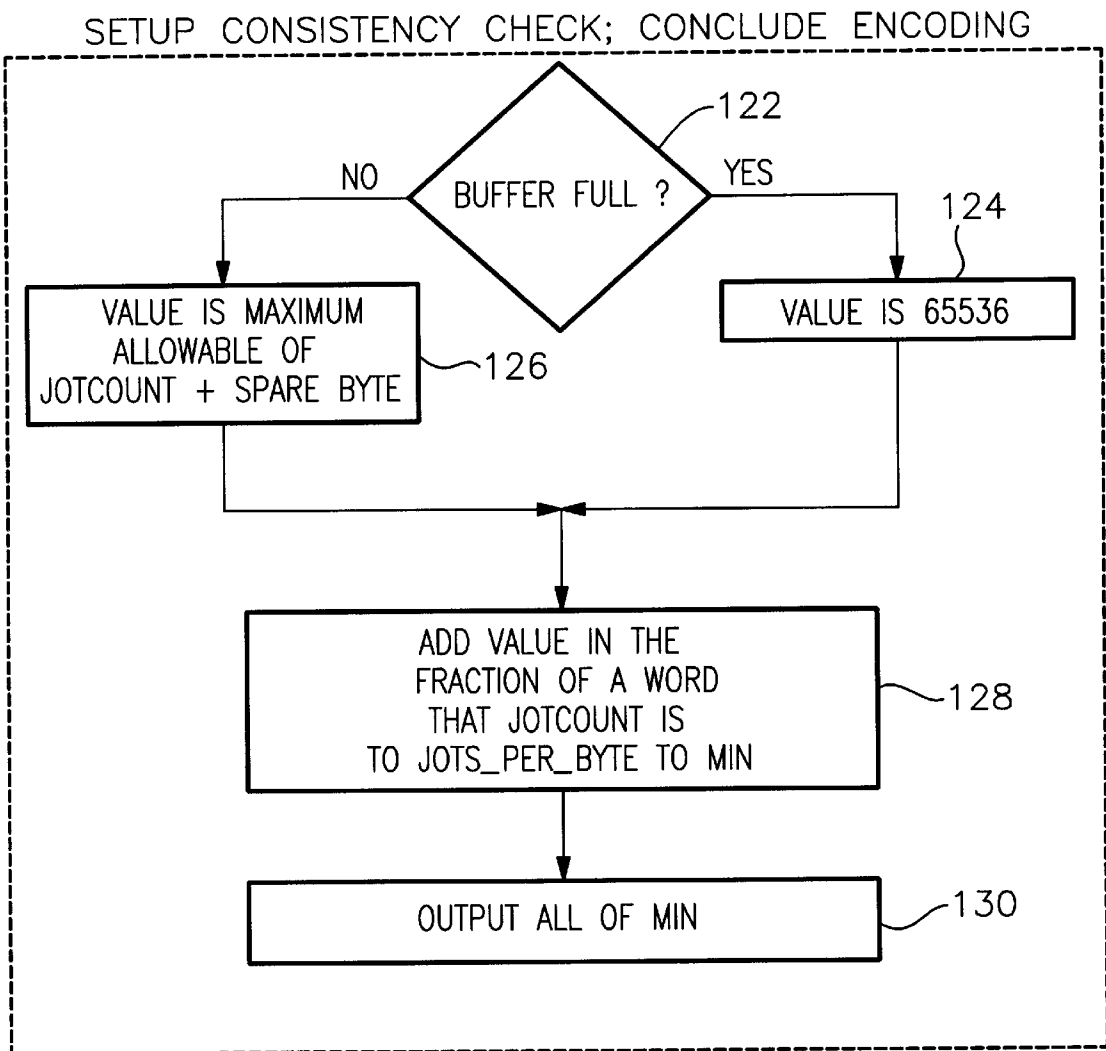 SETUP CONSISTENCY CHECK; CONCLUDE ENCODING
122
BUFFER FULL ?
NO
YES
124
VALUE IS 65536
VALUE IS MAXIMUM
ALLOWABLE OF
JOTCOUNT + SPARE BYTE
126
ADD VALUE IN THE
FRACTION OF A WORD
THAT JOTCOUNT IS
TO JOTS_PER_BYTE TO MIN
128
OUTPUT ALL OF MIN
130